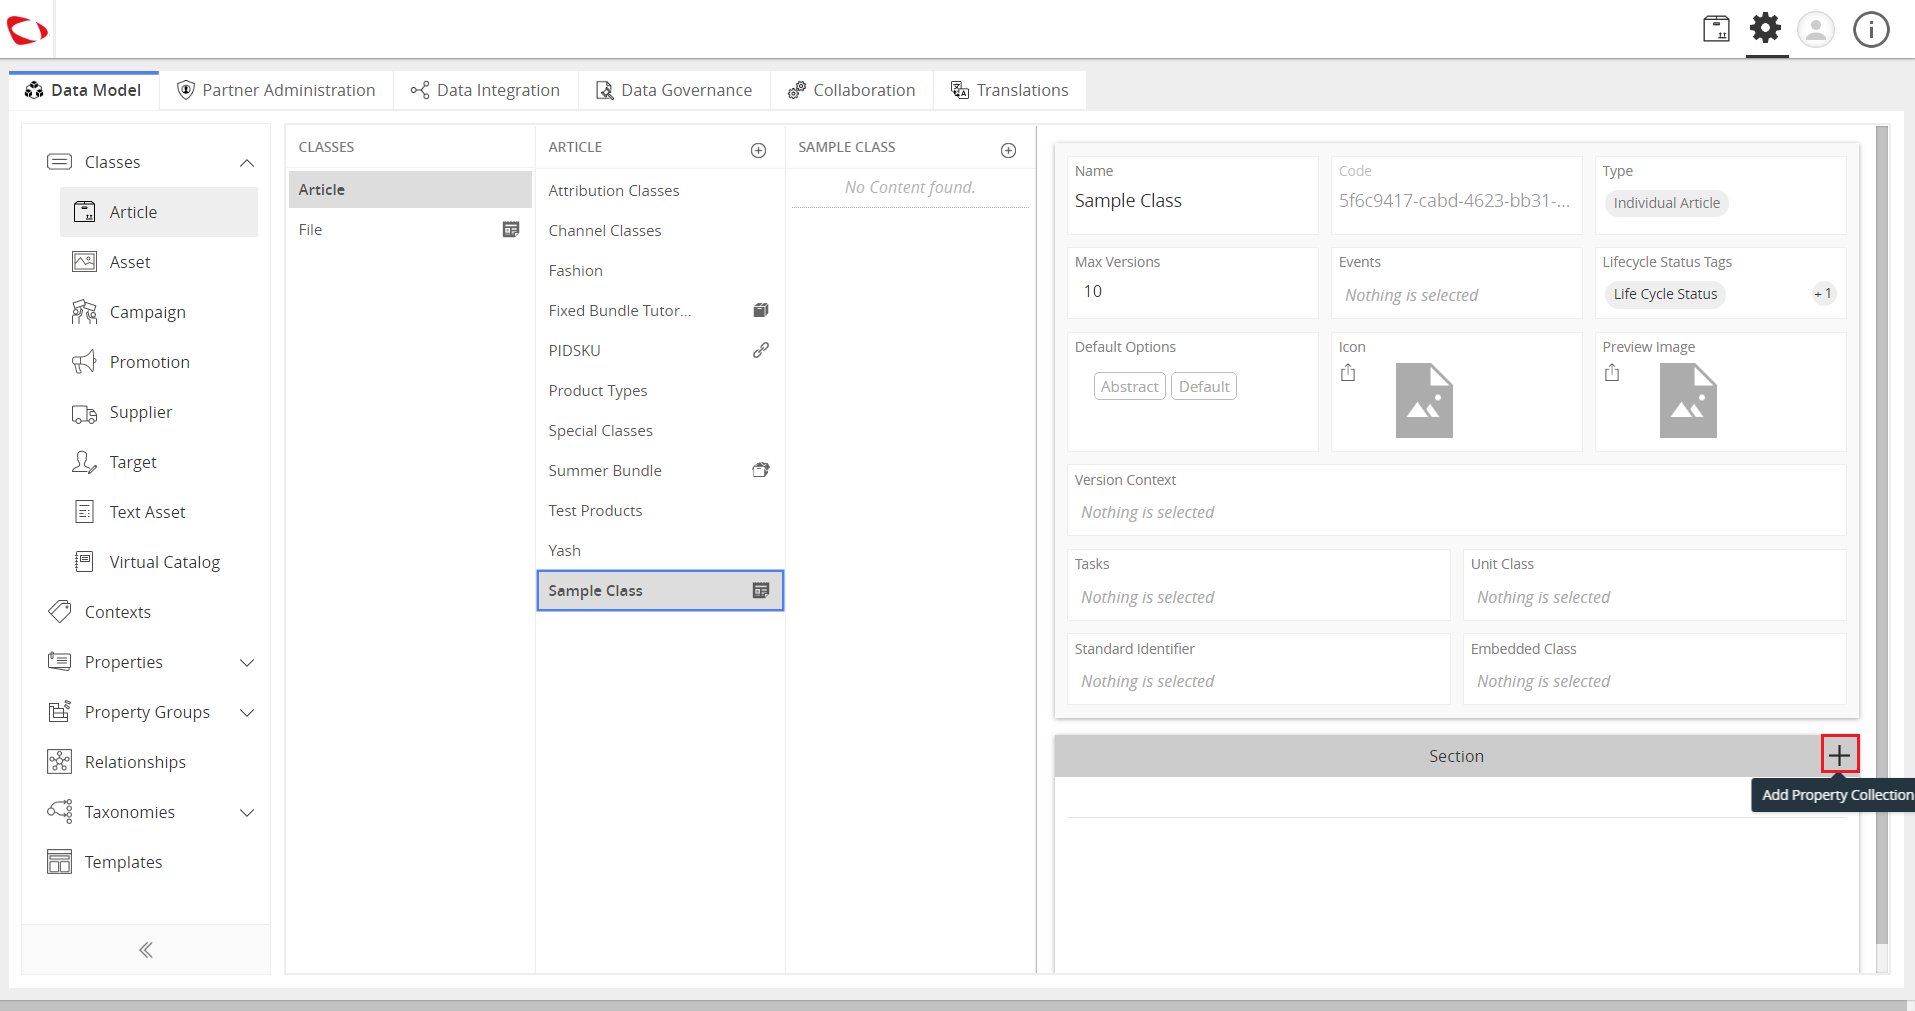 Data Model
Partner Administration
Data Integration
Data Governance
Collaboration
Translations
Classes
Article
Asset
Campaign
Promotion
Supplier
Target
Text Asset
Virtual Catalog
Contexts
Properties
Property Groups
Relationships
Taxonomies
Templates
CLASSES
Article
File
ARTICLE
Attribution Classes
Channel Classes
Fashion
Fixed Bundle Tutor...
PIDSKU
Product Types
Special Classes
Summer Bundle
Test Products
Yash
Sample Class
SAMPLE CLASS
No Content found.
Name
Sample Class
Code
5f6c9417-cabd-4623-bb31-...
Type
Individual Article
Max Versions
10
Events
Nothing is selected
Lifecycle Status Tags
Life Cycle Status
+1
Default Options
Abstract
Default
Icon
Preview Image
Version Context
Nothing is selected
Tasks
Nothing is selected
Unit Class
Nothing is selected
Standard Identifier
Nothing is selected
Embedded Class
Nothing is selected
Section
Add Property Collection